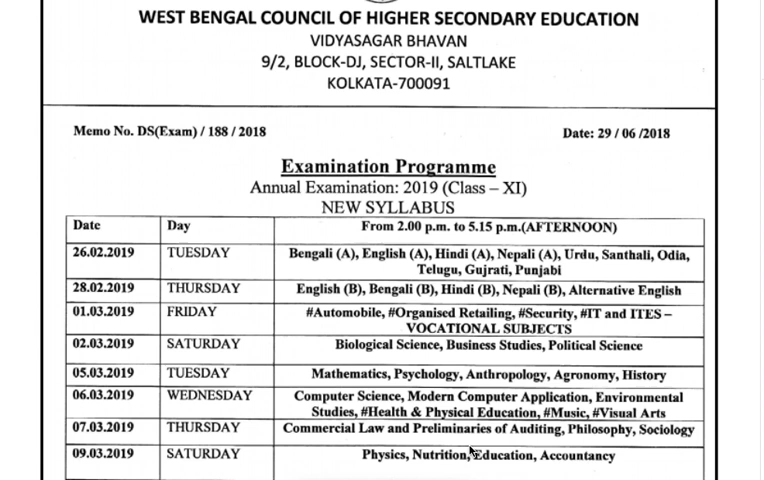 WEST BENGAL COUNCIL OF HIGHER SECONDARY EDUCATION
VIDYASAGAR BHAVAN
9/2, BLOCK-DJ, SECTOR-II, SALTLAKE
KOLKATA-700091
Memo No. DS(Exam) / 188 / 2018 Date: 29 / 06 /2018
Examination Programme
Annual Examination: 2019 (Class – XI)
NEW SYLLABUS
Date Day From 2.00 p.m. to 5.15 p.m.(AFTERNOON)
26.02.2019 TUESDAY Bengali (A), English (A), Hindi (A), Nepali (A), Urdu, Santhali, Odia,
Telugu, Gujrati, Punjabi
28.02.2019 THURSDAY English (B), Bengali (B), Hindi (B), Nepali (B), Alternative English
01.03.2019 FRIDAY #Automobile, #Organised Retailing, #Security, #IT and ITES –
VOCATIONAL SUBJECTS
02.03.2019 SATURDAY Biological Science, Business Studies, Political Science
05.03.2019 TUESDAY Mathematics, Psychology, Anthropology, Agronomy, History
06.03.2019 WEDNESDAY Computer Science, Modern Computer Application, Environmental
Studies, #Health & Physical Education, #Music, #Visual Arts
07.03.2019 THURSDAY Commercial Law and Preliminaries of Auditing, Philosophy, Sociology
09.03.2019 SATURDAY Physics, Nutrition, Education, Accountancy